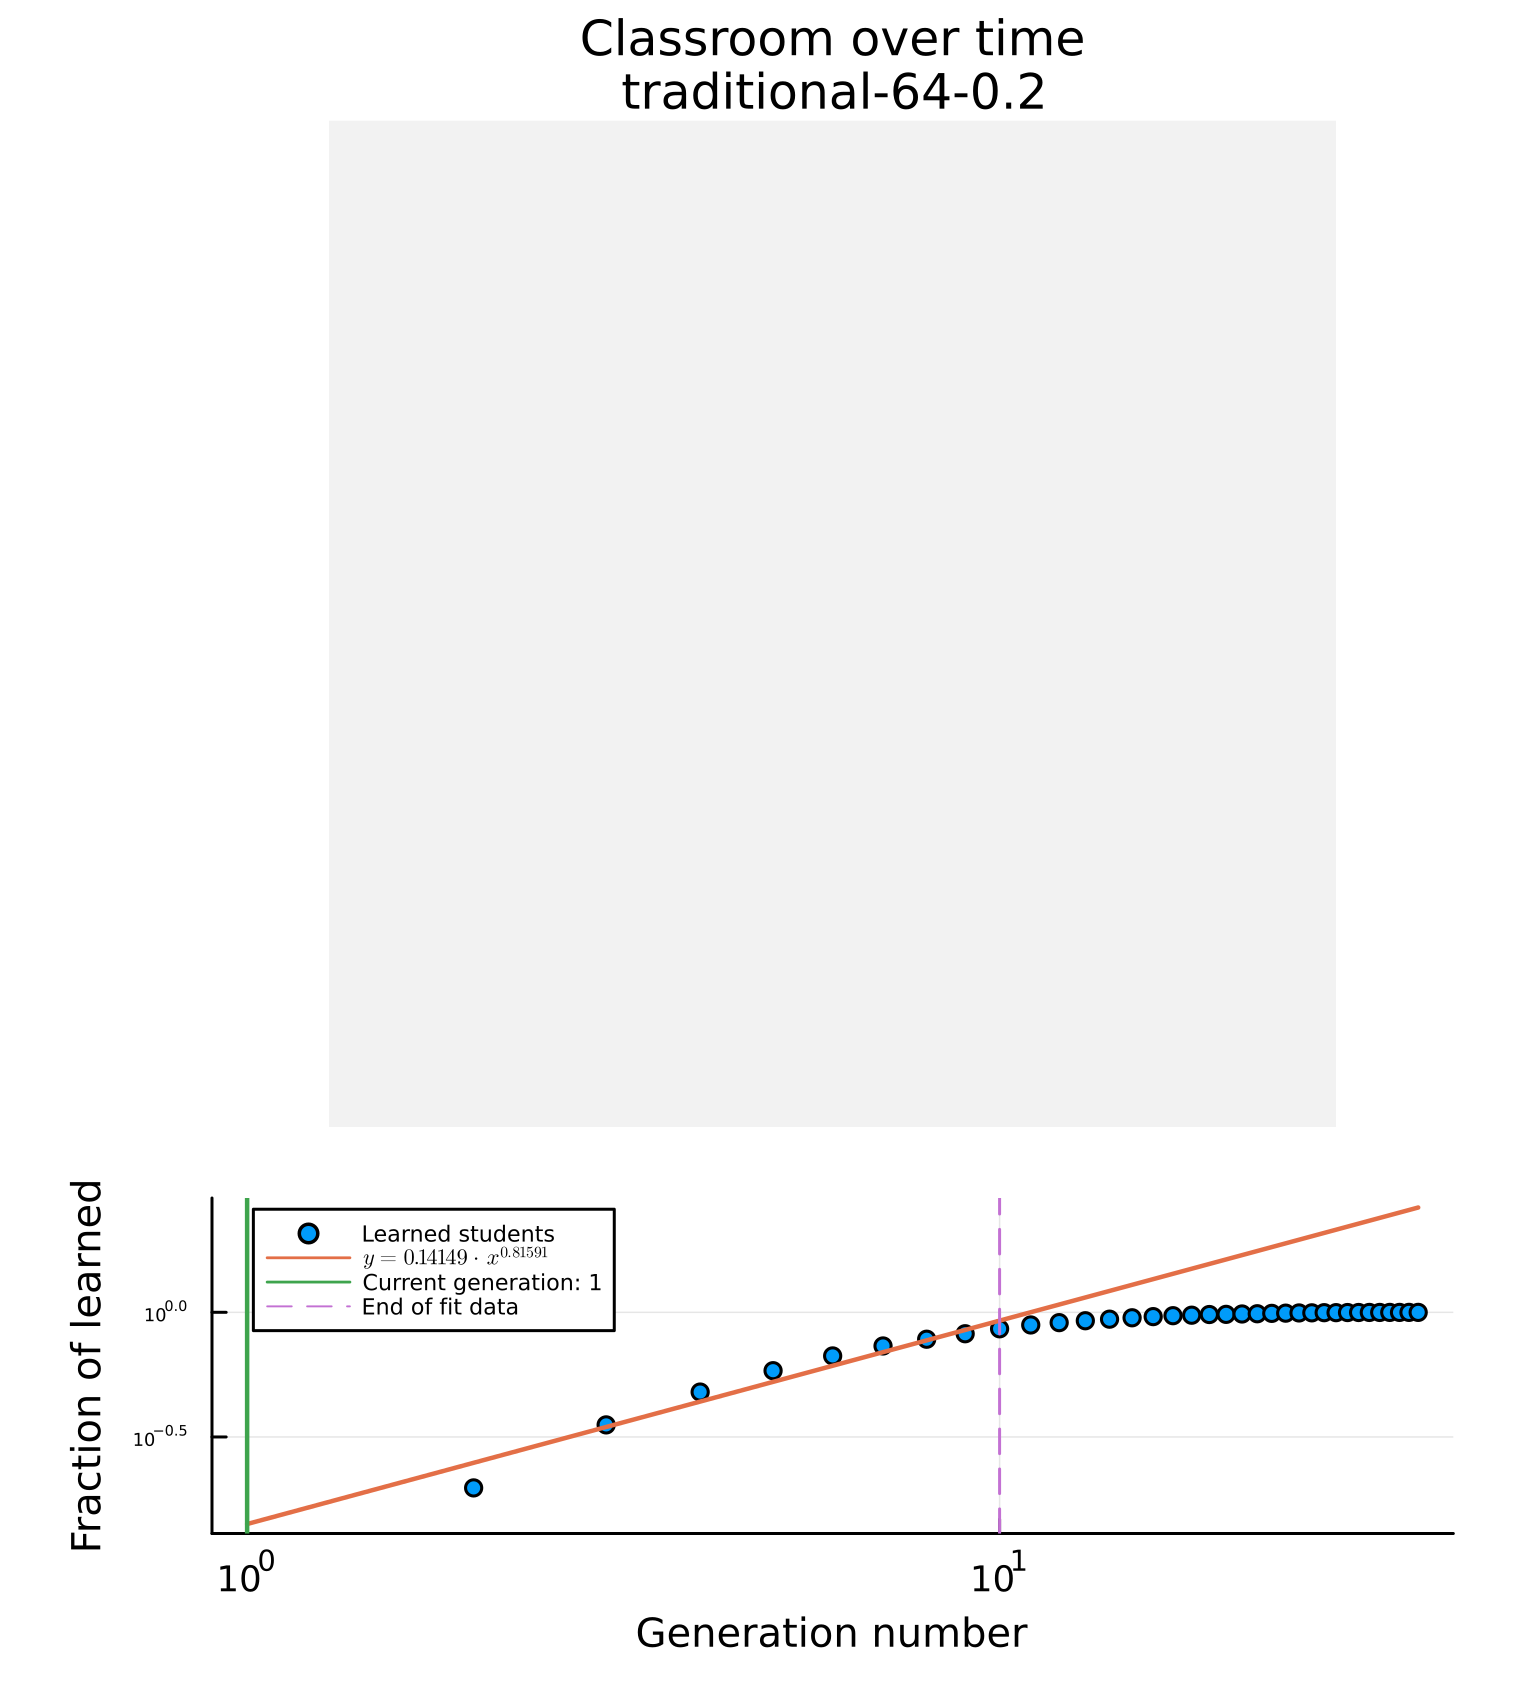 Classroom over time
traditional-64-0.2
Fraction of learned
Learned students
y = 0.14149 · x^0.81591
Current generation: 1
End of fit data
10^0.0
10^−0.5
10^0
10^1
Generation number